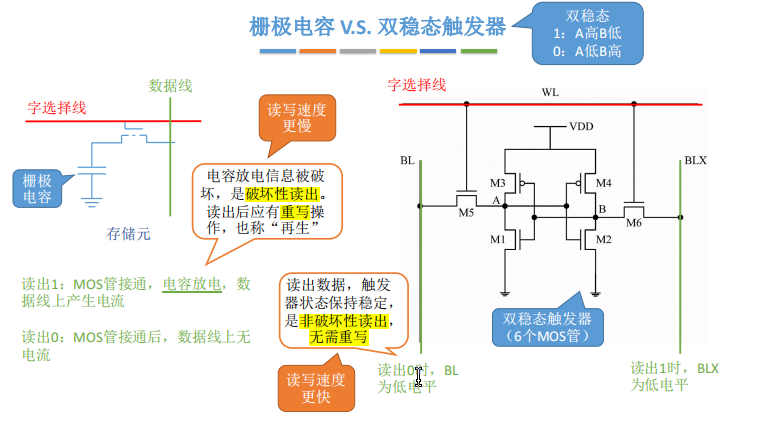 栅极电容 V.S. 双稳态触发器
双稳态
1：A高B低
0：A低B高
数据线
字选择线
栅极
电容
存储元
读写速度
更慢
电容放电信息被破
坏，是破坏性读出。
读出后应有重写操
作，也称“再生”
读出1：MOS管接通，电容放电，数
据线上产生电流
读出0：MOS管接通后，数据线上无
电流
读出数据，触发
器状态保持稳定，
是非破坏性读出，
无需重写
读写速度
更快
字选择线
WL
VDD
BL
BLX
M3
M4
A
B
M5
M6
M1
M2
双稳态触发器
（6个MOS管）
读出0时，BL
为低电平
读出1时，BLX
为低电平